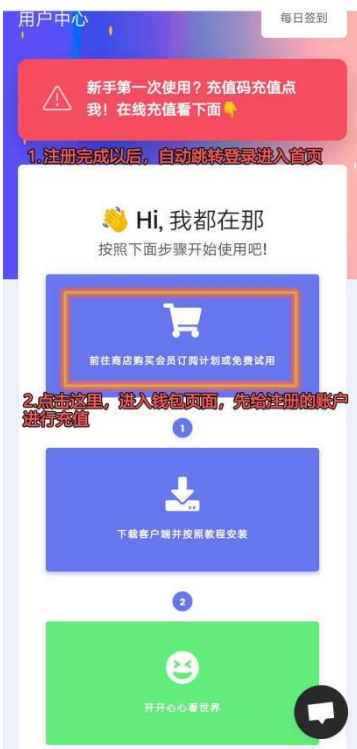 用户中心
每日签到
新手第一次使用？充值码充值点
我！在线充值看下面👇
1.注册完成以后，自动跳转登录进入首页
👋 Hi, 我都在那
按照下面步骤开始使用吧!
前往商店购买会员订阅计划或免费试用
2.点击这里，进入钱包页面，先给注册的账户
进行充值
1
下载客户端并按照教程安装
2
开开心心看世界